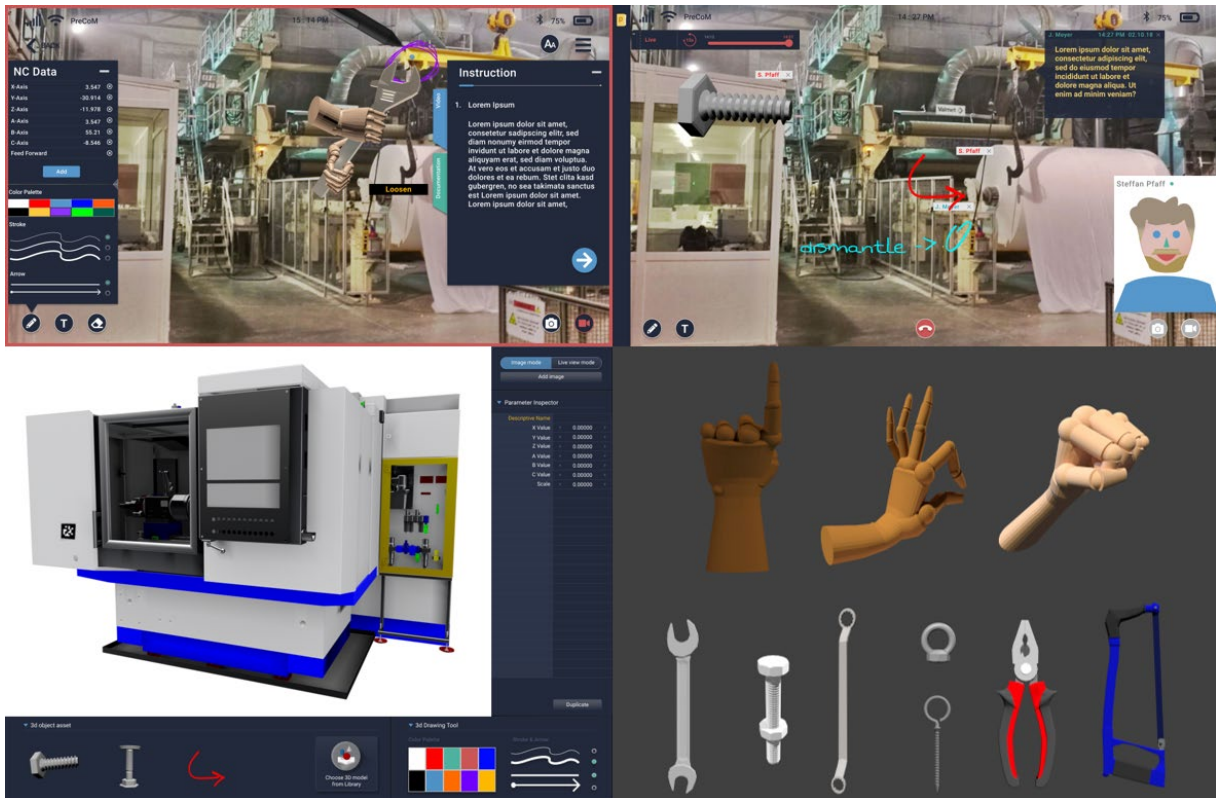 PreCoM
15:14 PM
75%
BACK
AA
NC Data
X-Axis 3.547
Y-Axis -30.914
Z-Axis -11.978
A-Axis 3.547
B-Axis 55.21
C-Axis -8.546
Feed Forward
Add
Color Palette
Stroke
Arrow
T
Loosen
Video
Documentation
Instruction
1. Lorem Ipsum
Lorem ipsum dolor sit amet,
consetetur sadipscing elitr, sed
diam nonumy eirmod tempor
invidunt ut labore et dolore magna
aliquyam erat, sed diam voluptua.
At vero eos et accusam et justo duo
dolores et ea rebum. Stet clita kasd
gubergren, no sea takimata sanctus
est Lorem ipsum dolor sit amet.
Lorem ipsum dolor sit amet,
PreCoM
14:27 PM
75%
Live
S. Pfaff
S. Pfaff
dismantle ->
J. Mayer 14:27 PM 02.10.18
Lorem ipsum dolor sit amet,
consectetur adipiscing elit,
sed do eiusmod tempor
incididunt ut labore et
dolore magna aliqua. Ut
enim ad minim veniam?
Steffan Pfaff
T
Image mode
Live view mode
Add image
Parameter Inspector
Descriptive Name
X Value - 0.00000 -
Y Value - 0.00000 -
Z Value - 0.00000 -
A Value - 0.00000 -
B Value - 0.00000 -
C Value - 0.00000 -
Scale - 0.00000 -
Duplicate
3d object asset
Choose 3D model
from Library
3d Drawing Tool
Color Palette
Stroke & Arrow